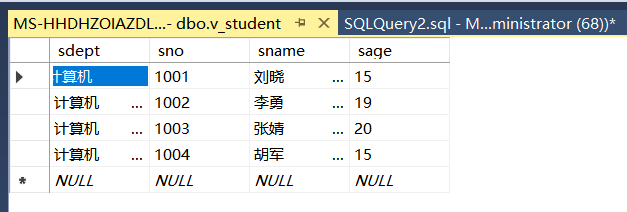 MS-HHDHZOIAZDL...- dbo.v_student SQLQuery2.sql - M...ministrator (68))*
sdept sno sname sage
计算机 1001 刘晓 ... 15
计算机 ... 1002 李勇 ... 19
计算机 ... 1003 张婧 ... 20
计算机 ... 1004 胡军 ... 15
NULL NULL NULL NULL